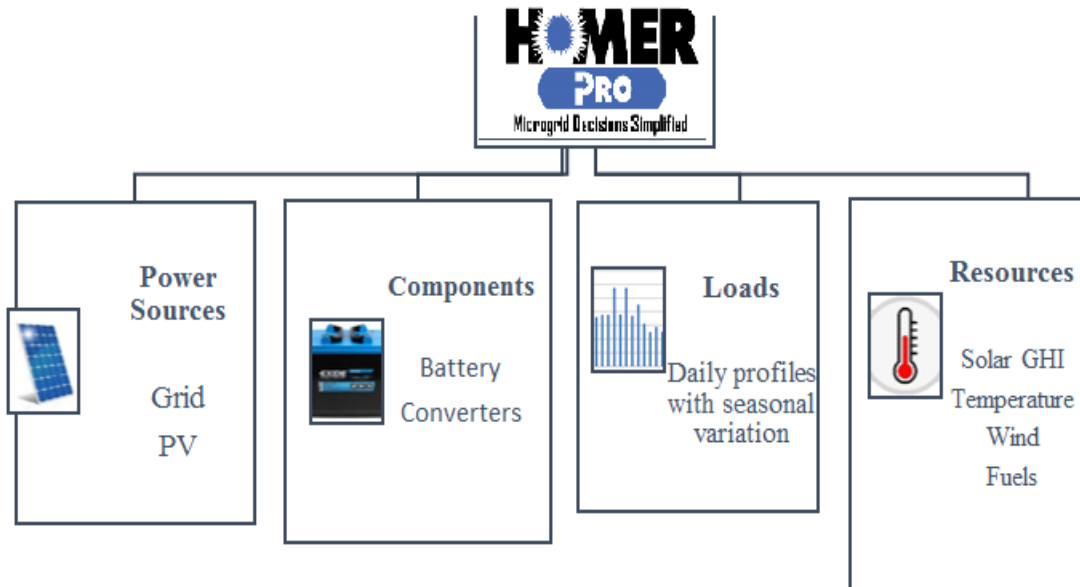 HOMER
PRO
Microgrid Decisions Simplified
Power
Sources
Grid
PV
Components
Battery
Converters
EXIDE
Loads
Daily profiles
with seasonal
variation
Resources
Solar GHI
Temperature
Wind
Fuels